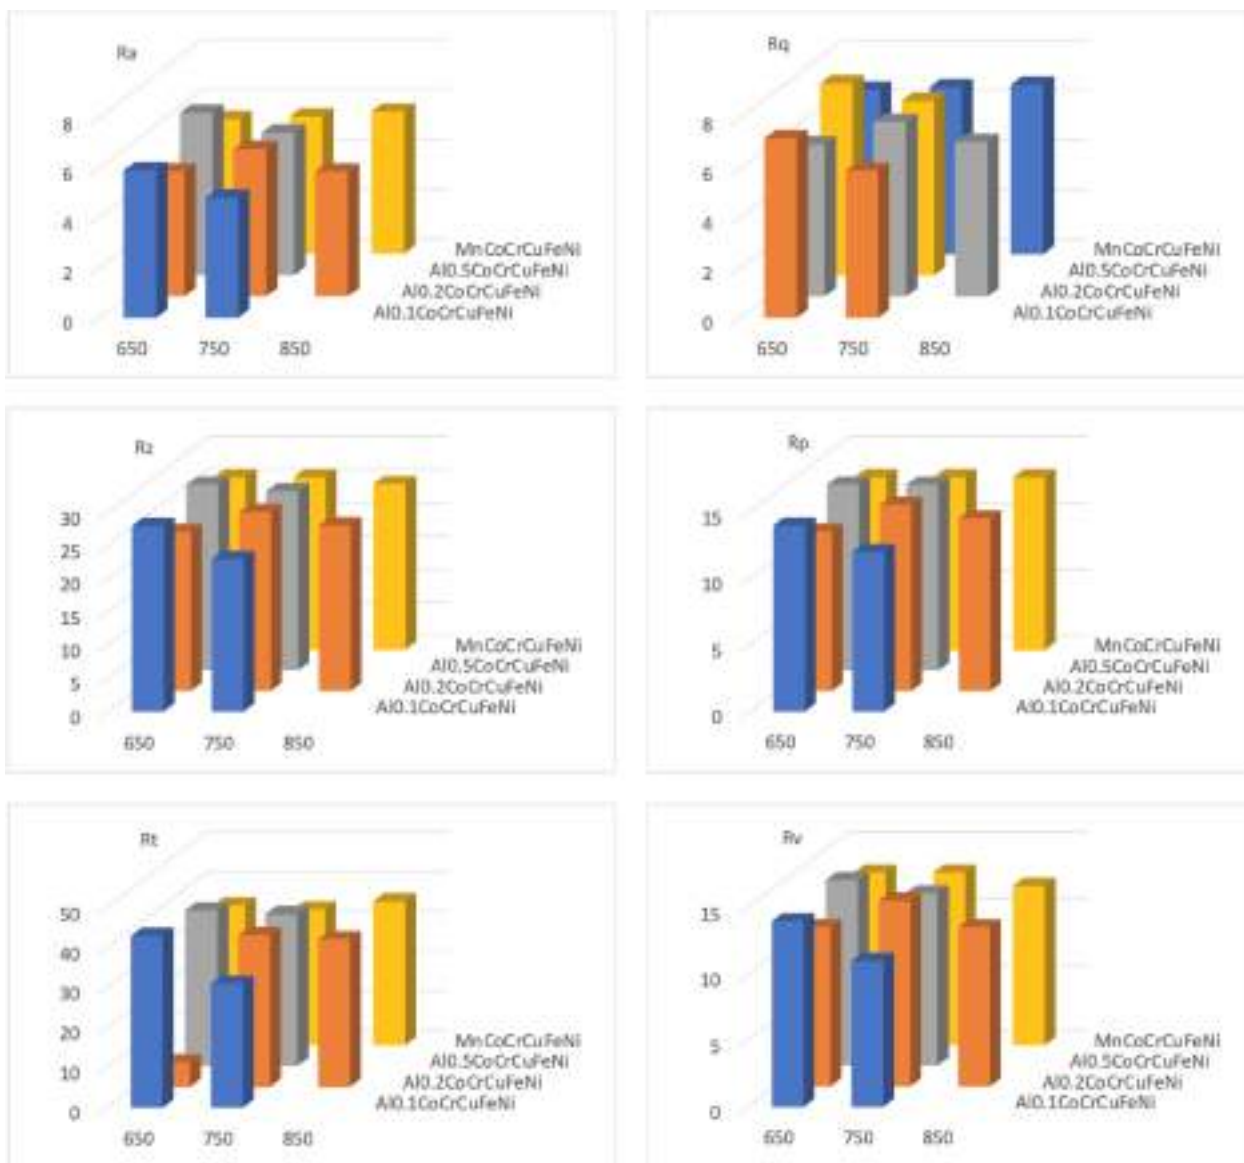 Ra
8
6
4
2
0
650 750 850
MnCoCrCuFeNi
Al0.5CoCrCuFeNi
Al0.2CoCrCuFeNi
Al0.1CoCrCuFeNi
Rq
8
6
4
2
0
650 750 850
MnCoCrCuFeNi
Al0.5CoCrCuFeNi
Al0.2CoCrCuFeNi
Al0.1CoCrCuFeNi
Rz
30
25
20
15
10
5
0
650 750 850
MnCoCrCuFeNi
Al0.5CoCrCuFeNi
Al0.2CoCrCuFeNi
Al0.1CoCrCuFeNi
Rp
15
10
5
0
650 750 850
MnCoCrCuFeNi
Al0.5CoCrCuFeNi
Al0.2CoCrCuFeNi
Al0.1CoCrCuFeNi
Rt
50
40
30
20
10
0
650 750 850
MnCoCrCuFeNi
Al0.5CoCrCuFeNi
Al0.2CoCrCuFeNi
Al0.1CoCrCuFeNi
Rv
15
10
5
0
650 750 850
MnCoCrCuFeNi
Al0.5CoCrCuFeNi
Al0.2CoCrCuFeNi
Al0.1CoCrCuFeNi